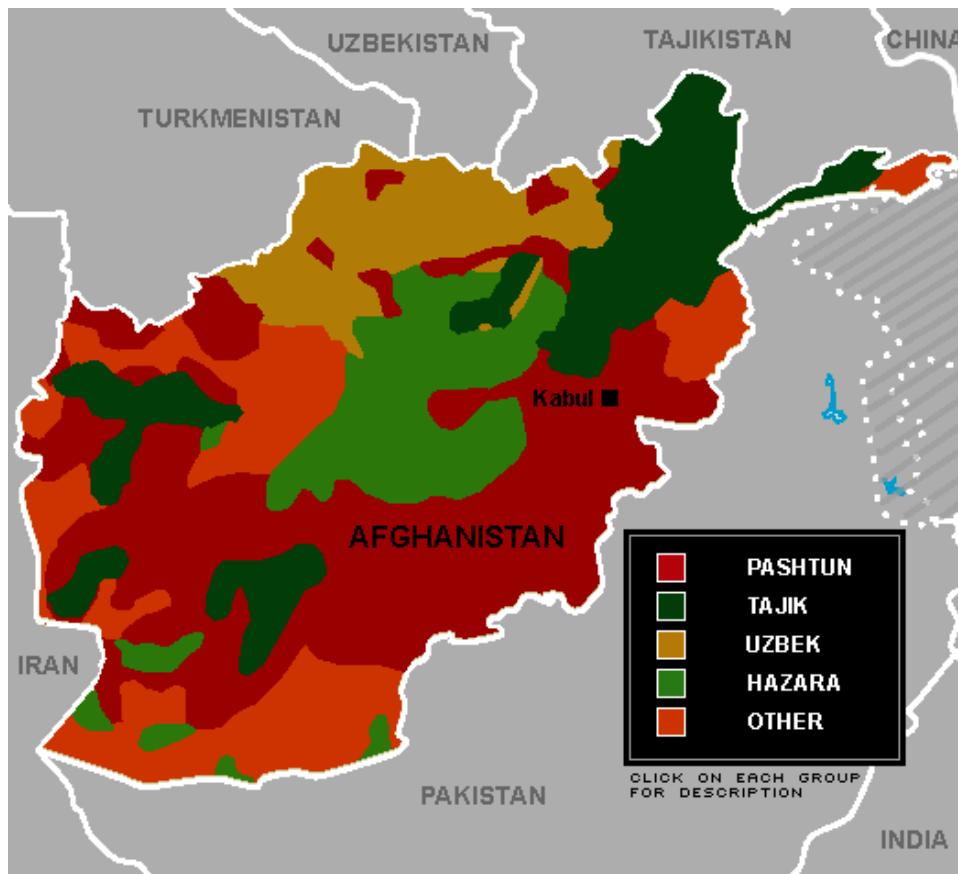 UZBEKISTAN
TAJIKISTAN
CHINA
TURKMENISTAN
Kabul
AFGHANISTAN
PASHTUN
TAJIK
UZBEK
HAZARA
OTHER
IRAN
CLICK ON EACH GROUP
FOR DESCRIPTION
PAKISTAN
INDIA